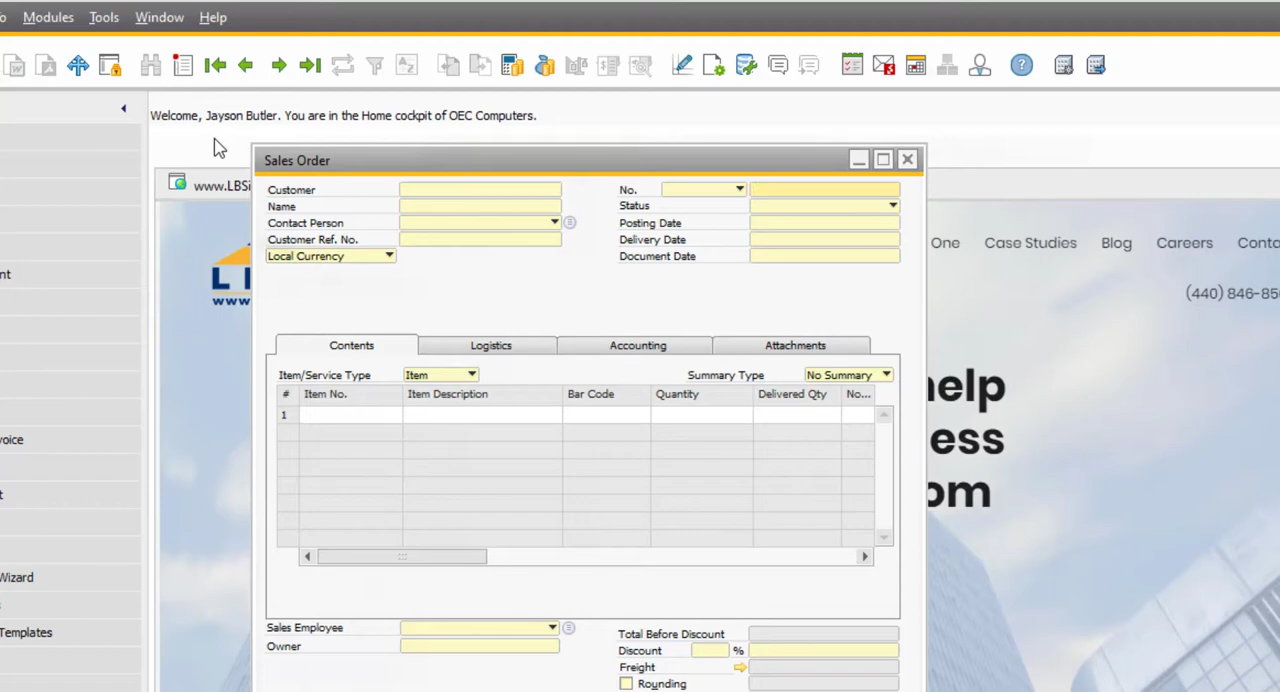 o Modules Tools Window Help
Welcome, Jayson Butler. You are in the Home cockpit of OEC Computers.
nt
oice
t
Wizard
s
Templates
www.LBSi
L
www
One Case Studies Blog Careers Conta
(440) 846-850
help
ess
om
Sales Order
Customer
Name
Contact Person
Customer Ref. No.
Local Currency
No.
Status
Posting Date
Delivery Date
Document Date
Contents Logistics Accounting Attachments
Item/Service Type Item Summary Type No Summary
# Item No. Item Description Bar Code Quantity Delivered Qty No...
1
Sales Employee
Owner
Total Before Discount
Discount %
Freight
Rounding